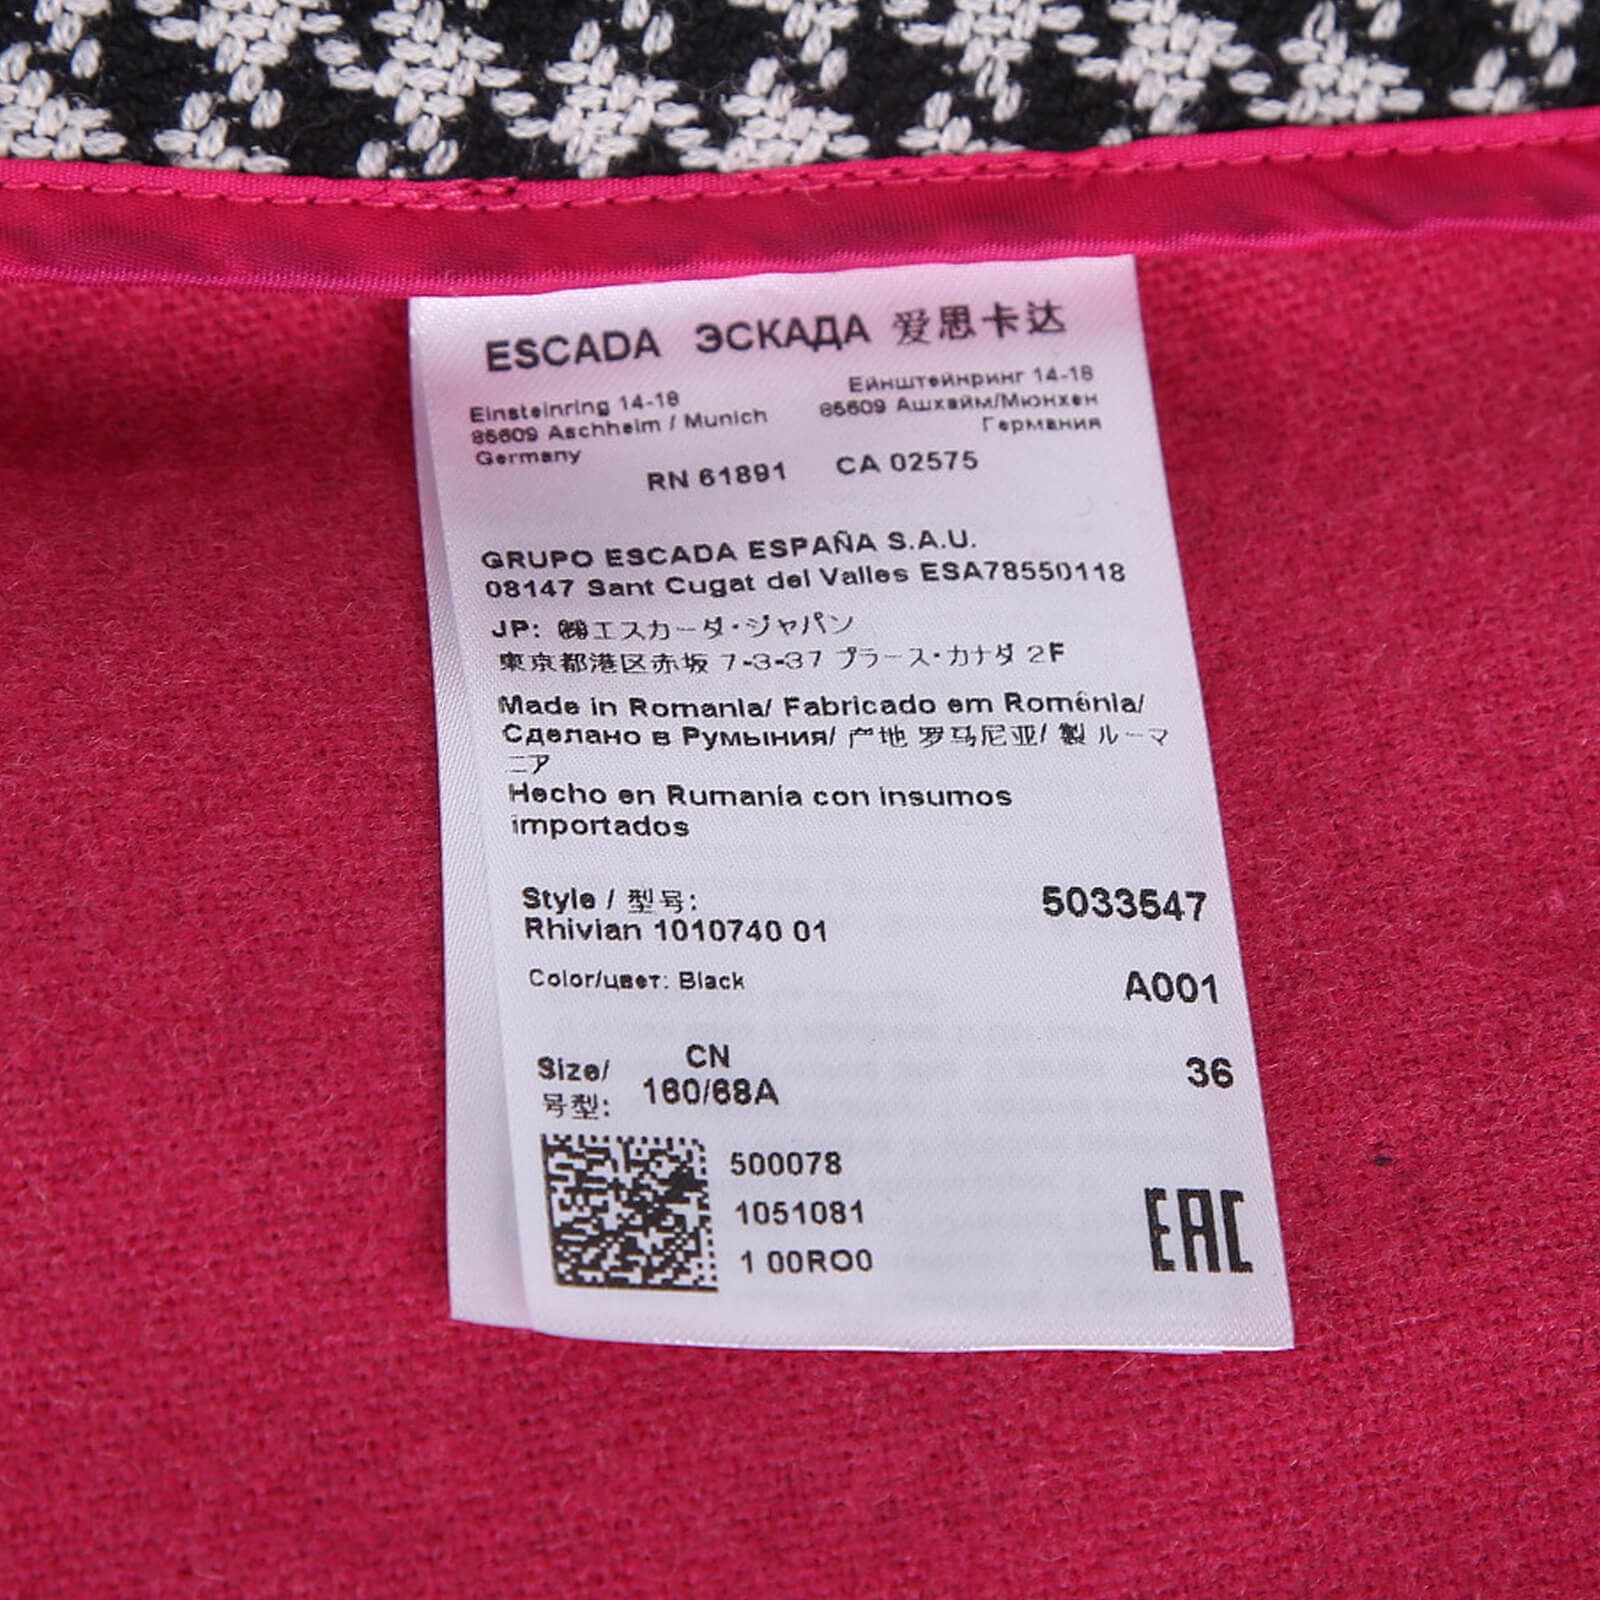 ESCADA ЭСКАДА 爱思卡达
Einsteinring 14-18
85609 Aschheim / Munich
Germany
Ейнштейнринг 14-18
85609 Ашхайм/Мюнхен
Германия
RN 61891 CA 02575
GRUPO ESCADA ESPAÑA S.A.U.
08147 Sant Cugat del Valles ESA78550118
JP: ㈱エスカーダ・ジャパン
東京都港区赤坂 7-3-37 プラース・カナダ 2F
Made in Romania/ Fabricado em Roménia/
Сделано в Румыния/ 产地 罗马尼亚/ 製 ルーマ
ニア
Hecho en Rumanía con insumos
importados
Style / 型号: 5033547
Rhivian 1010740 01
Color/цвет: Black A001
Size/ CN 36
号型: 160/68A
500078
1051081
1 00RO0
EAC